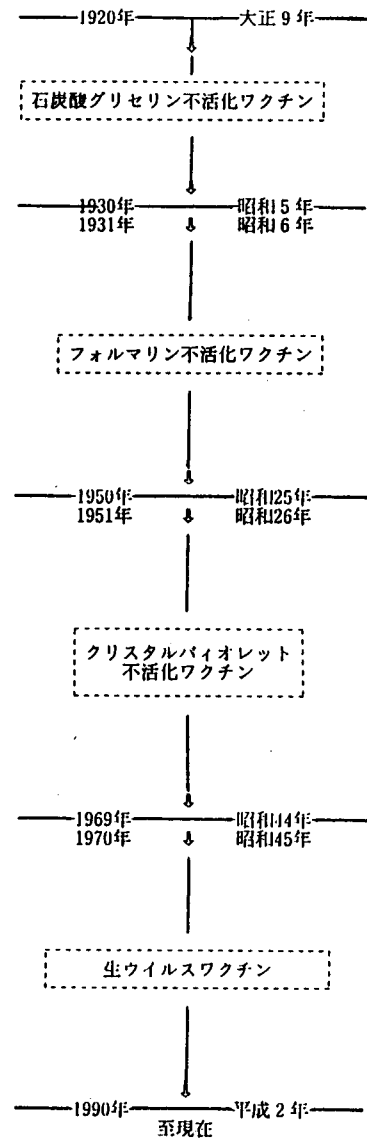 1920年 大正9年
石炭酸グリセリン不活化ワクチン
1930年 昭和5年
1931年 昭和6年
フォルマリン不活化ワクチン
1950年 昭和25年
1951年 昭和26年
クリスタルバィオレット
不活化ワクチン
1969年 昭和44年
1970年 昭和45年
生ウイルスワクチン
1990年 平成2年
至現在